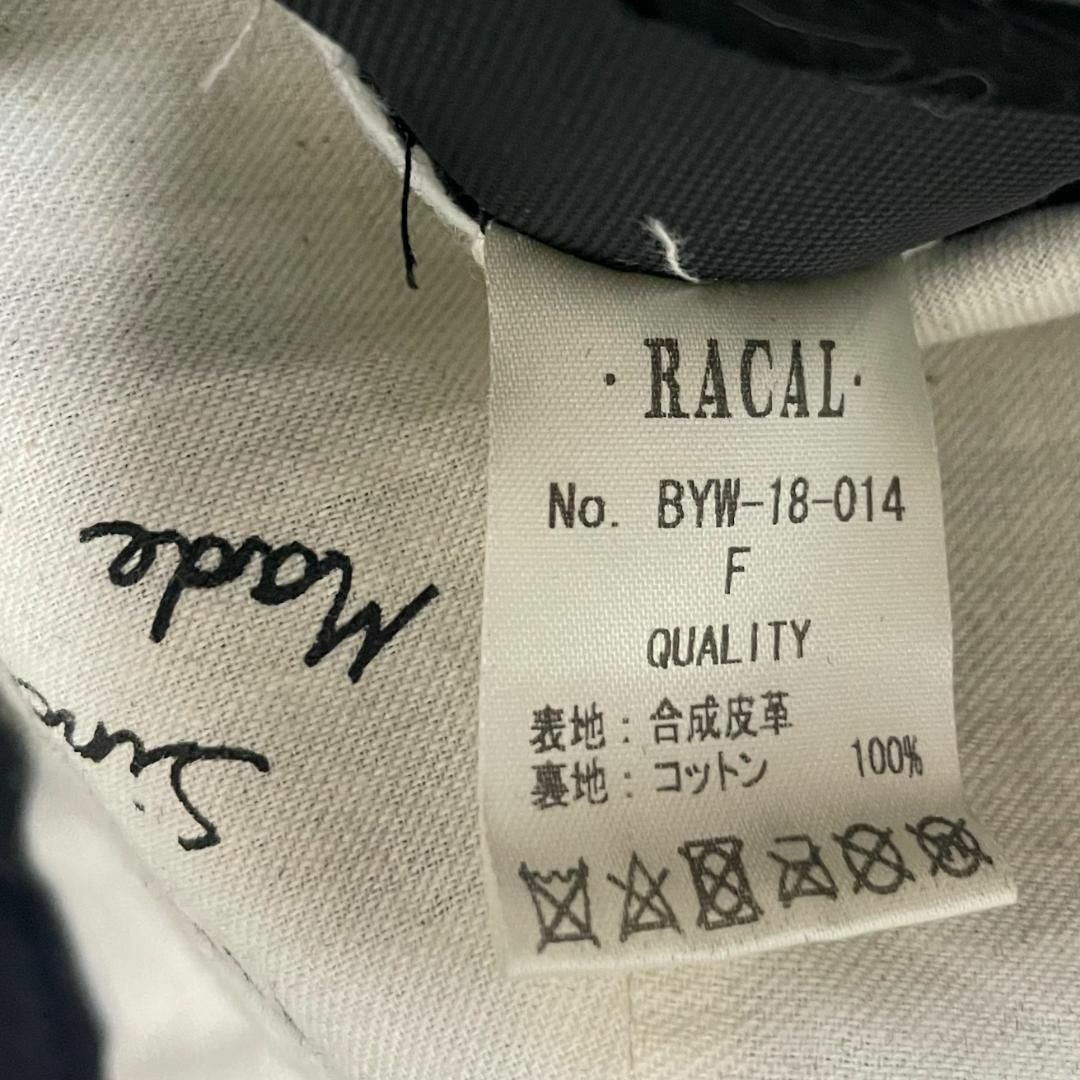 · RACAL ·
No. BYW-18-014
F
QUALITY
表地：合成皮革
裏地：コットン 100%
Made